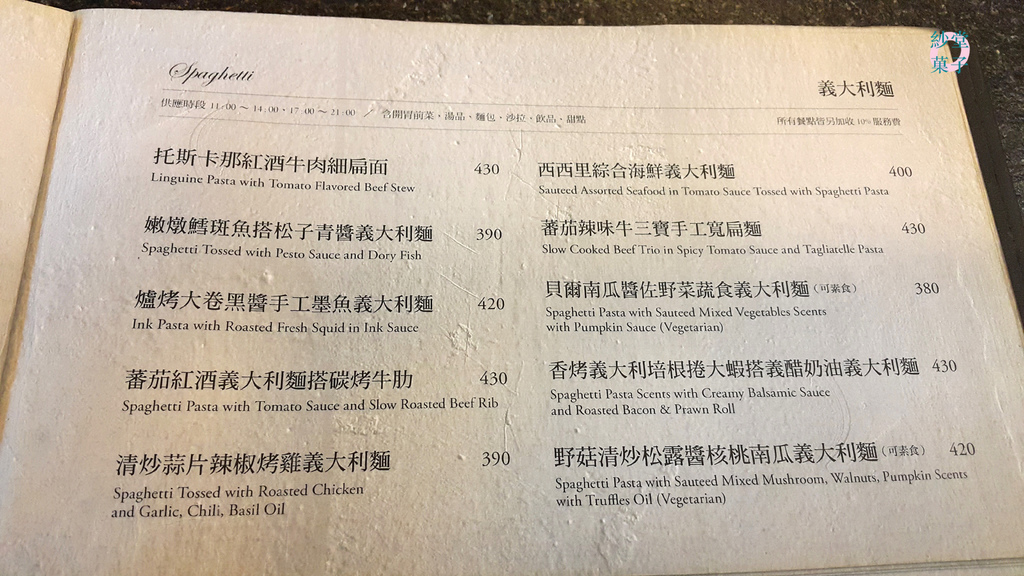 紗堂
菓子
Spaghetti
義大利麵
供應時段 11:00～14:00、17:00～21:00 ／ 含開胃前菜、湯品、麵包、沙拉、飲品、甜點
所有餐點皆另加收 10% 服務費
托斯卡那紅酒牛肉細扁面 430
Linguine Pasta with Tomato Flavored Beef Stew
嫩燉鱈斑魚搭松子青醬義大利麵 390
Spaghetti Tossed with Pesto Sauce and Dory Fish
爐烤大卷黑醬手工墨魚義大利麵 420
Ink Pasta with Roasted Fresh Squid in Ink Sauce
蕃茄紅酒義大利麵搭碳烤牛肋 430
Spaghetti Pasta with Tomato Sauce and Slow Roasted Beef Rib
清炒蒜片辣椒烤雞義大利麵 390
Spaghetti Tossed with Roasted Chicken
and Garlic, Chili, Basil Oil
西西里綜合海鮮義大利麵 400
Sauteed Assorted Seafood in Tomato Sauce Tossed with Spaghetti Pasta
蕃茄辣味牛三寶手工寬扁麵 430
Slow Cooked Beef Trio in Spicy Tomato Sauce and Tagliatelle Pasta
貝爾南瓜醬佐野菜蔬食義大利麵（可素食） 380
Spaghetti Pasta with Sauteed Mixed Vegetables Scents
with Pumpkin Sauce (Vegetarian)
香烤義大利培根捲大蝦搭義醋奶油義大利麵 430
Spaghetti Pasta Scents with Creamy Balsamic Sauce
and Roasted Bacon & Prawn Roll
野菇清炒松露醬核桃南瓜義大利麵（可素食） 420
Spaghetti Pasta with Sauteed Mixed Mushroom, Walnuts, Pumpkin Scents
with Truffles Oil (Vegetarian)